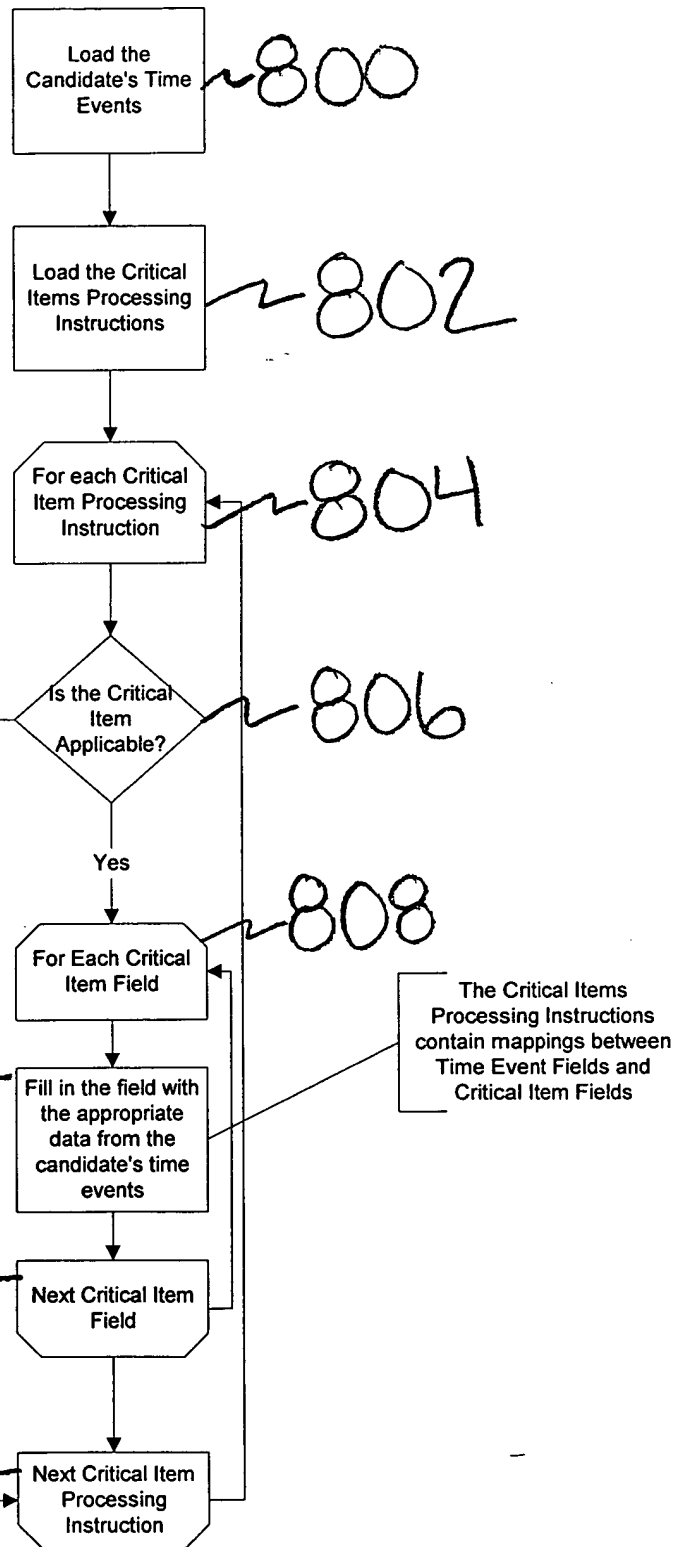 Load the
Candidate's Time
Events
800
Load the Critical
Items Processing
Instructions
802
For each Critical
Item Processing
Instruction
804
Is the Critical
Item
Applicable?
806
Yes
808
For Each Critical
Item Field
The Critical Items
Processing Instructions
contain mappings between
Time Event Fields and
Critical Item Fields
Fill in the field with
the appropriate
data from the
candidate's time
events
Next Critical Item
Field
Next Critical Item
Processing
Instruction